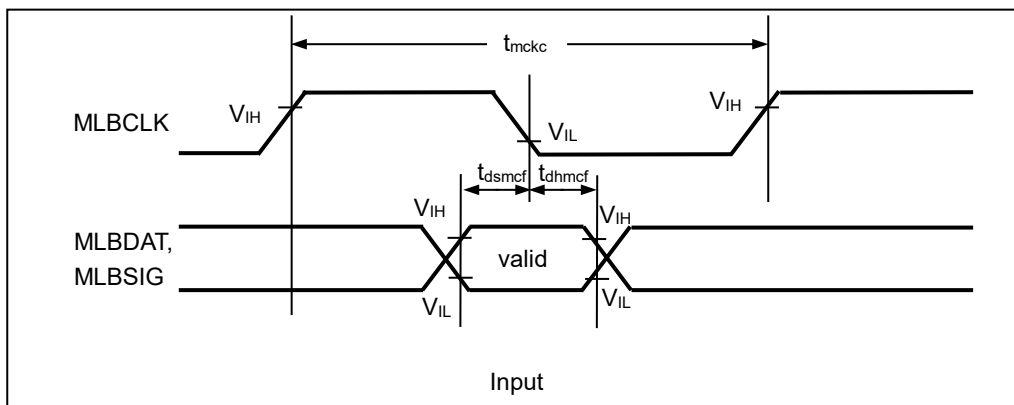 tmckc
VIH
VIH
MLBCLK
VIL
tdsmcf
tdhmcf
VIH
VIH
MLBDAT,
MLBSIG
valid
VIL
VIL
Input